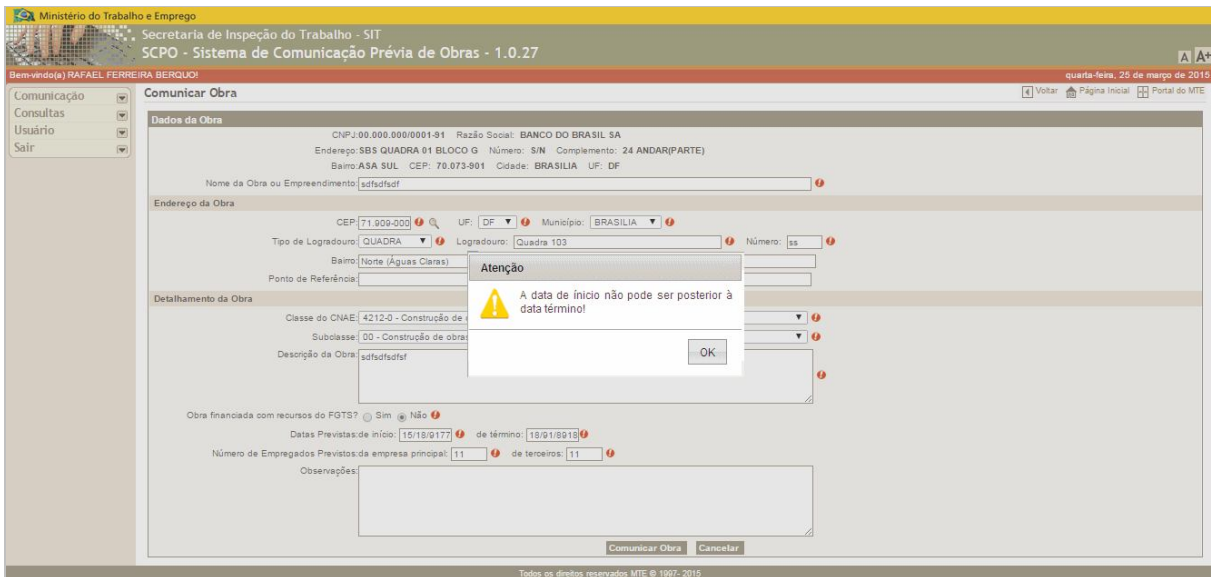 Ministério do Trabalho e Emprego
Secretaria de Inspeção do Trabalho - SIT
SCPO - Sistema de Comunicação Prévia de Obras - 1.0.27
A A+
Bem-vindo(a) RAFAEL FERREIRA BERQUO! quarta-feira, 25 de março de 2015
Comunicação
Consultas
Usuário
Sair
Comunicar Obra Voltar Página Inicial Portal do MTE
Dados da Obra
CNPJ:00.000.000/0001-91 Razão Social: BANCO DO BRASIL SA
Endereço:SBS QUADRA 01 BLOCO G Número: S/N Complemento: 24 ANDAR(PARTE)
Bairro:ASA SUL CEP: 70.073-901 Cidade: BRASILIA UF: DF
Nome da Obra ou Empreendimento: sdfsdfsdf
Endereço da Obra
CEP: 71.909-000 UF: DF Município: BRASILIA
Tipo de Logradouro: QUADRA Logradouro: Quadra 103 Número: ss
Bairro: Norte (Águas Claras)
Ponto de Referência:
Detalhamento da Obra
Classe do CNAE: 4212-0 - Construção de
Subclasse: 00 - Construção de obras
Descrição da Obra: sdfsdfsdfsf
Atenção
A data de ínicio não pode ser posterior à
data término!
OK
Obra financiada com recursos do FGTS? Sim Não
Datas Previstas:de início: 15/18/9177 de término: 18/91/8918
Número de Empregados Previstos:da empresa principal: 11 de terceiros: 11
Observações:
Comunicar Obra Cancelar
Todos os direitos reservados MTE © 1997- 2015